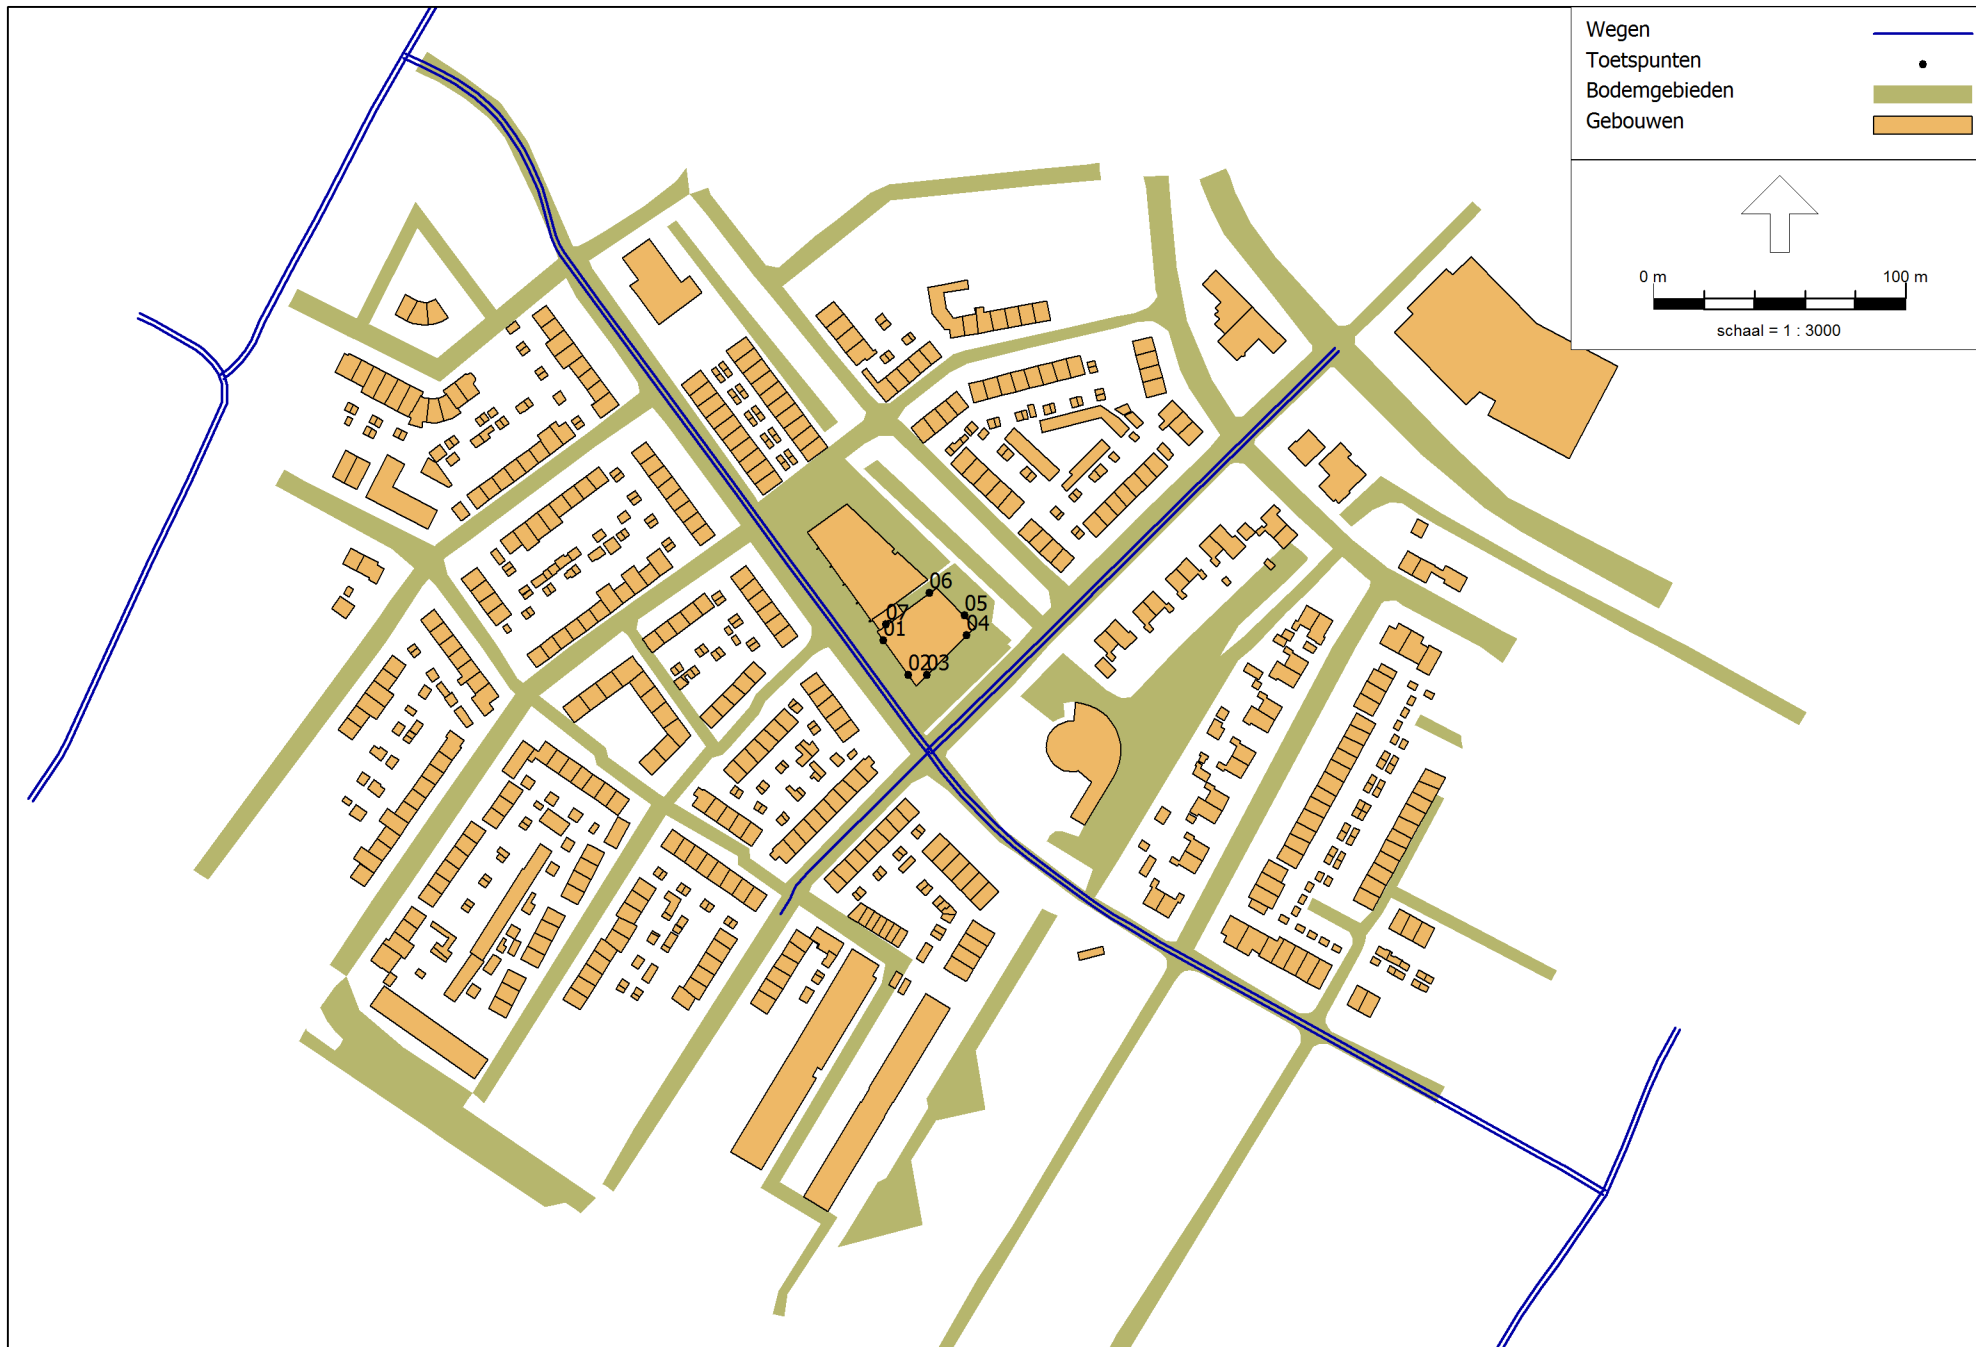 Wegen
Toetspunten
Bodemgebieden
Gebouwen
0 m 100 m
schaal = 1 : 3000
06
05
07
04
01
02
03